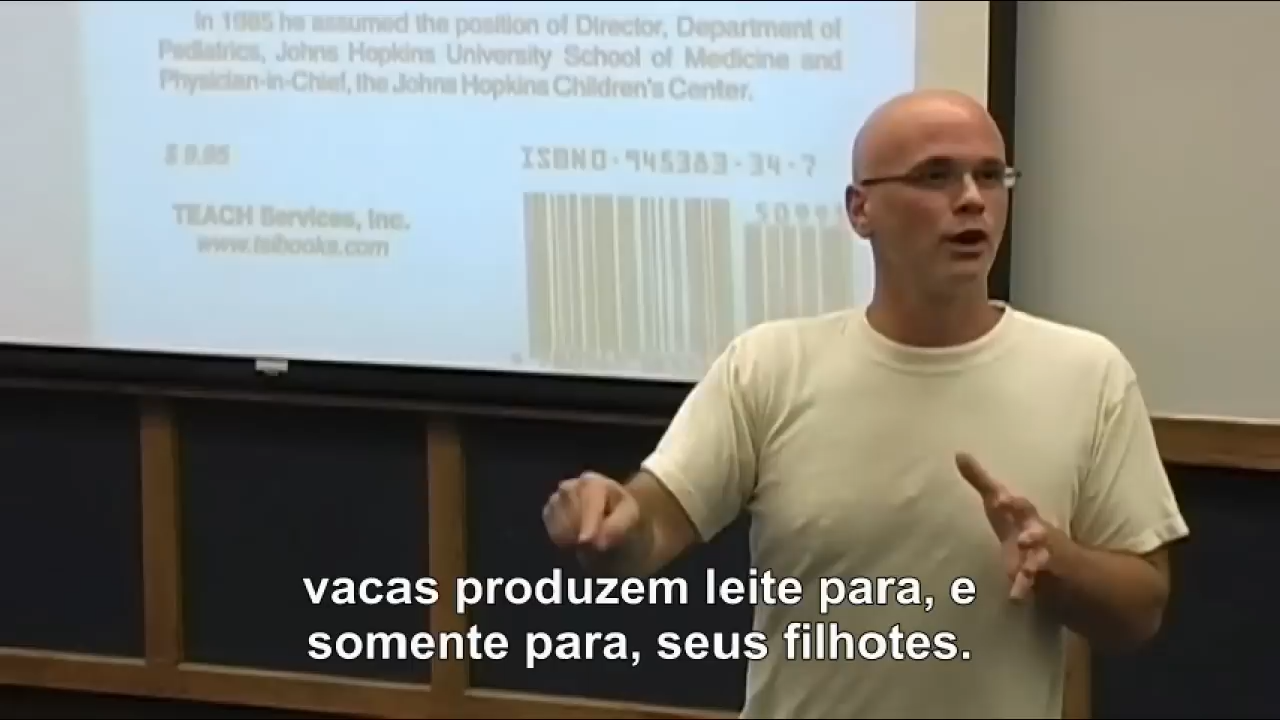 In 1985 he assumed the position of Director, Department of
Pediatrics, Johns Hopkins University School of Medicine and
Physician-in-Chief, the Johns Hopkins Children's Center.
$ 9.95
ISBN 0-945383-34-7
TEACH Services, Inc.
www.tsibooks.com
vacas produzem leite para, e
somente para, seus filhotes.